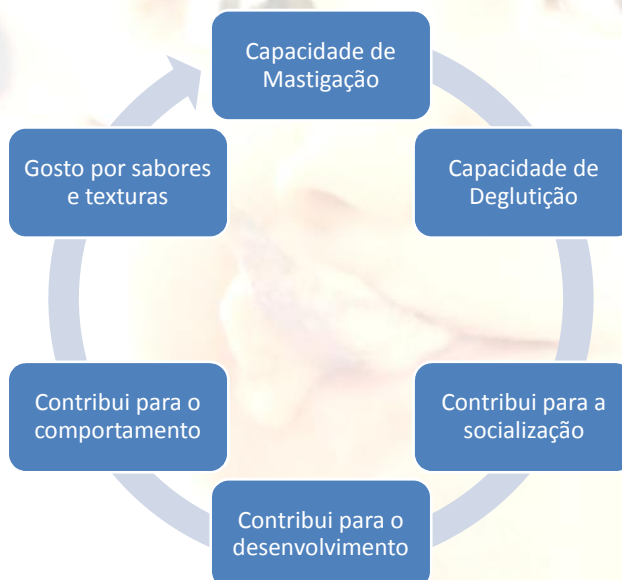 Capacidade de
Mastigação
Capacidade de
Deglutição
Contribui para a
socialização
Contribui para o
desenvolvimento
Contribui para o
comportamento
Gosto por sabores
e texturas